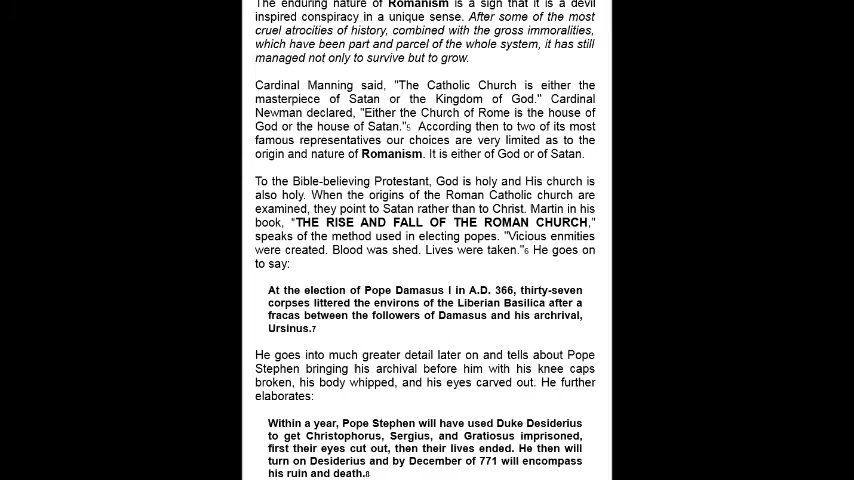 The enduring nature of Romanism is a sign that it is a devil
inspired conspiracy in a unique sense. After some of the most
cruel atrocities of history, combined with the gross immoralities,
which have been part and parcel of the whole system, it has still
managed not only to survive but to grow.
Cardinal Manning said, "The Catholic Church is either the
masterpiece of Satan or the Kingdom of God." Cardinal
Newman declared, "Either the Church of Rome is the house of
God or the house of Satan."5 According then to two of its most
famous representatives our choices are very limited as to the
origin and nature of Romanism. It is either of God or of Satan.
To the Bible-believing Protestant, God is holy and His church is
also holy. When the origins of the Roman Catholic church are
examined, they point to Satan rather than to Christ. Martin in his
book, "THE RISE AND FALL OF THE ROMAN CHURCH,"
speaks of the method used in electing popes. "Vicious enmities
were created. Blood was shed. Lives were taken."6 He goes on
to say:
At the election of Pope Damasus I in A.D. 366, thirty-seven
corpses littered the environs of the Liberian Basilica after a
fracas between the followers of Damasus and his archrival,
Ursinus.7
He goes into much greater detail later on and tells about Pope
Stephen bringing his archival before him with his knee caps
broken, his body whipped, and his eyes carved out. He further
elaborates:
Within a year, Pope Stephen will have used Duke Desiderius
to get Christophorus, Sergius, and Gratiosus imprisoned,
first their eyes cut out, then their lives ended. He then will
turn on Desiderius and by December of 771 will encompass
his ruin and death.8